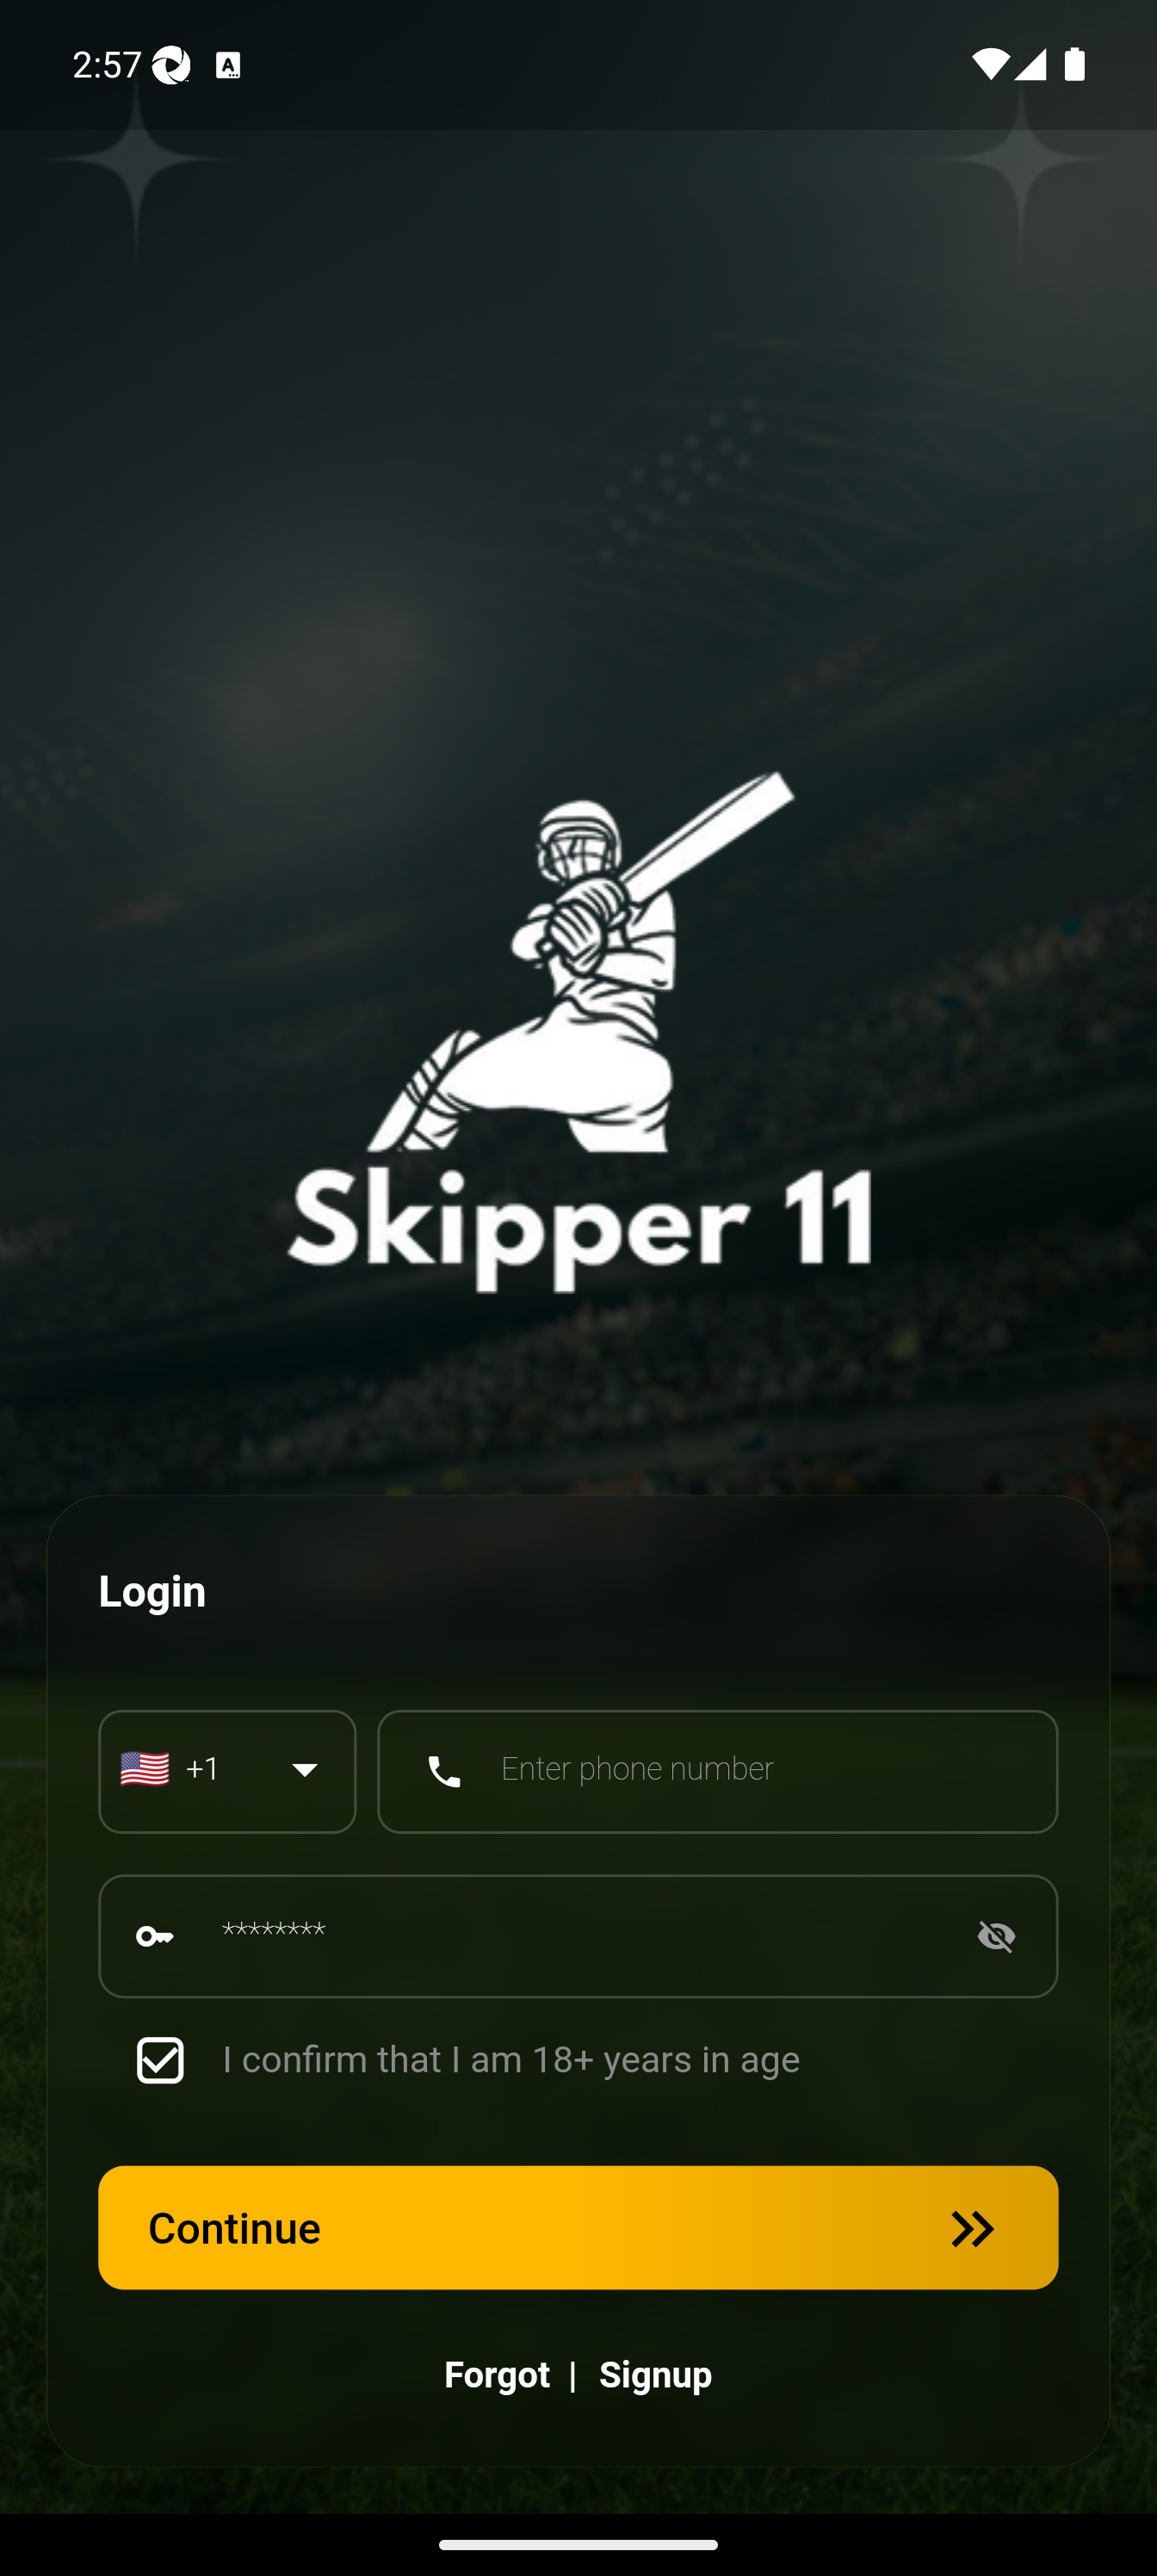 2:57
Skipper 11
Login
+1
Enter phone number
********
I confirm that I am 18+ years in age
Continue
Forgot | Signup